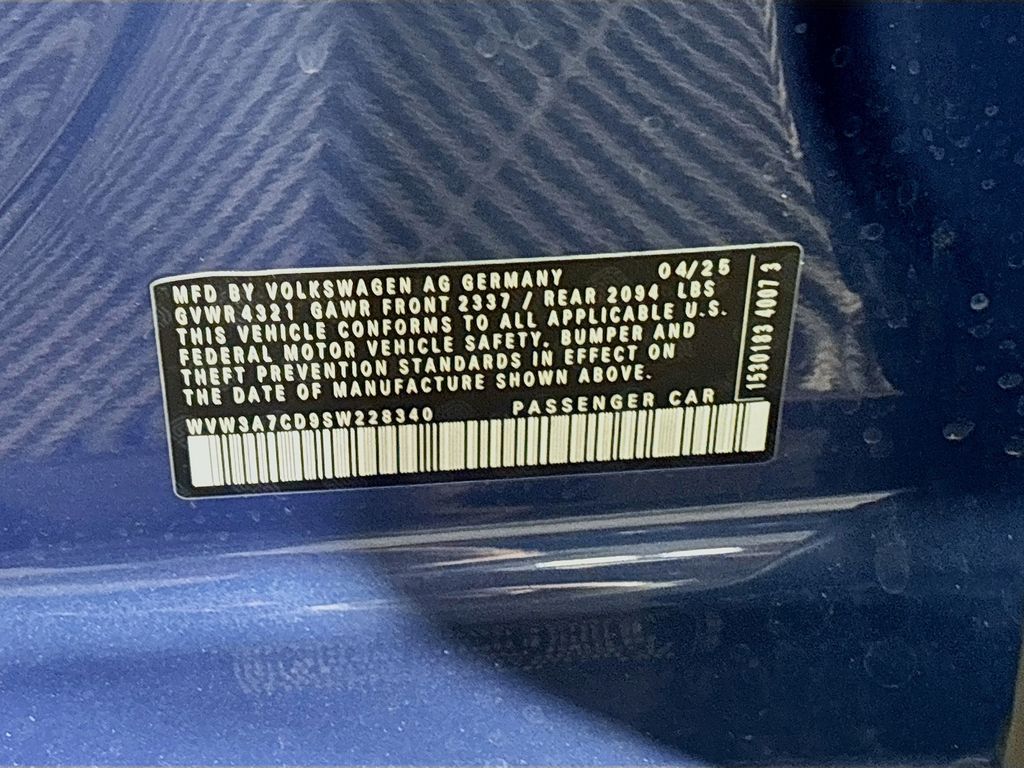 MFD BY VOLKSWAGEN AG GERMANY 04/25
GVWR 4321 GAWR FRONT 2337 / REAR 2094 LBS
THIS VEHICLE CONFORMS TO ALL APPLICABLE U.S.
FEDERAL MOTOR VEHICLE SAFETY, BUMPER AND
THEFT PREVENTION STANDARDS IN EFFECT ON
THE DATE OF MANUFACTURE SHOWN ABOVE.
WVW3A7CD9SW228340 PASSENGER CAR
1530183 4007 3